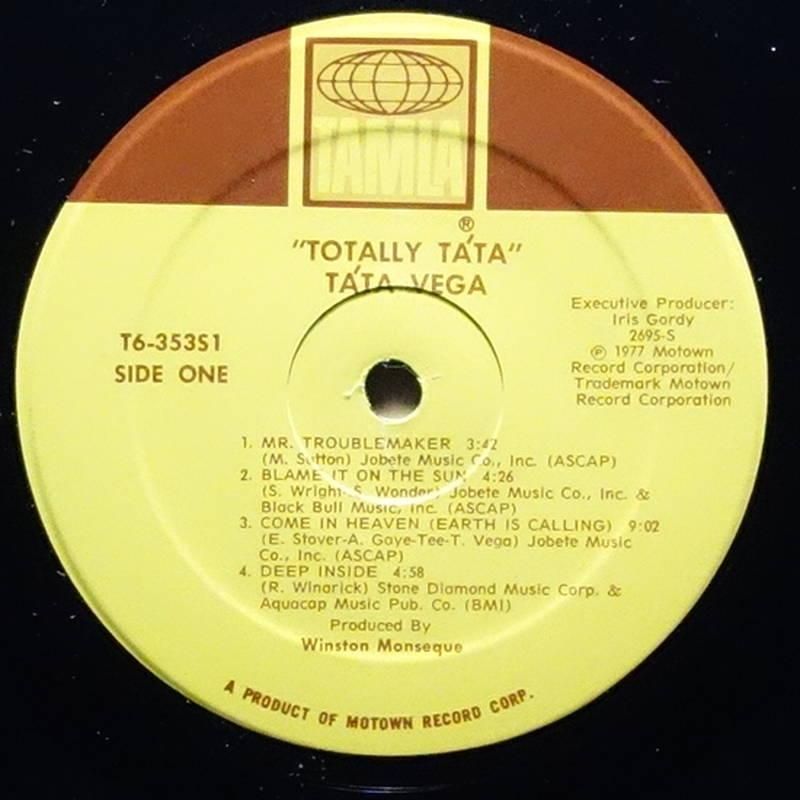 TAMLA
®
"TOTALLY TÁTA"
TÁTA VEGA
T6-353S1
SIDE ONE
Executive Producer:
Iris Gordy
2695-S
℗ 1977 Motown
Record Corporation/
Trademark Motown
Record Corporation
1. MR. TROUBLEMAKER 3:42
(M. Sutton) Jobete Music Co., Inc. (ASCAP)
2. BLAME IT ON THE SUN 4:26
(S. Wright-S. Wonder) Jobete Music Co., Inc. &
Black Bull Music, Inc. (ASCAP)
3. COME IN HEAVEN (EARTH IS CALLING) 9:02
(E. Stover-A. Gaye-Tee-T. Vega) Jobete Music
Co., Inc. (ASCAP)
4. DEEP INSIDE 4:58
(R. Winarick) Stone Diamond Music Corp. &
Aquacap Music Pub. Co. (BMI)
Produced By
Winston Monseque
A PRODUCT OF MOTOWN RECORD CORP.